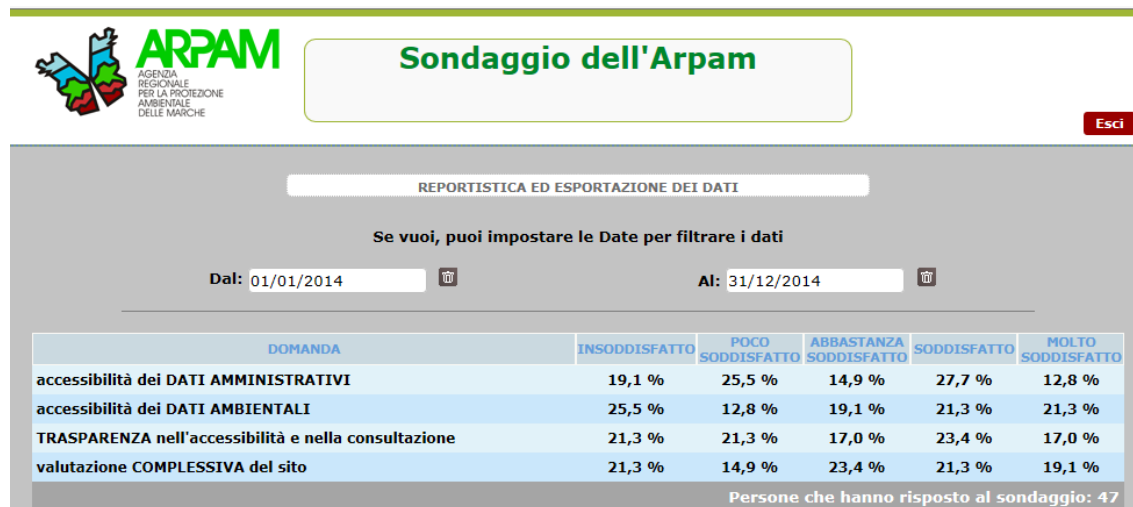 ARPAM
AGENZIA
REGIONALE
PER LA PROTEZIONE
AMBIENTALE
DELLE MARCHE
Sondaggio dell'Arpam
Esci
REPORTISTICA ED ESPORTAZIONE DEI DATI
Se vuoi, puoi impostare le Date per filtrare i dati
Dal: 01/01/2014 Al: 31/12/2014
DOMANDA INSODDISFATTO POCO SODDISFATTO ABBASTANZA SODDISFATTO SODDISFATTO MOLTO SODDISFATTO
accessibilità dei DATI AMMINISTRATIVI 19,1 % 25,5 % 14,9 % 27,7 % 12,8 %
accessibilità dei DATI AMBIENTALI 25,5 % 12,8 % 19,1 % 21,3 % 21,3 %
TRASPARENZA nell'accessibilità e nella consultazione 21,3 % 21,3 % 17,0 % 23,4 % 17,0 %
valutazione COMPLESSIVA del sito 21,3 % 14,9 % 23,4 % 21,3 % 19,1 %
Persone che hanno risposto al sondaggio: 47